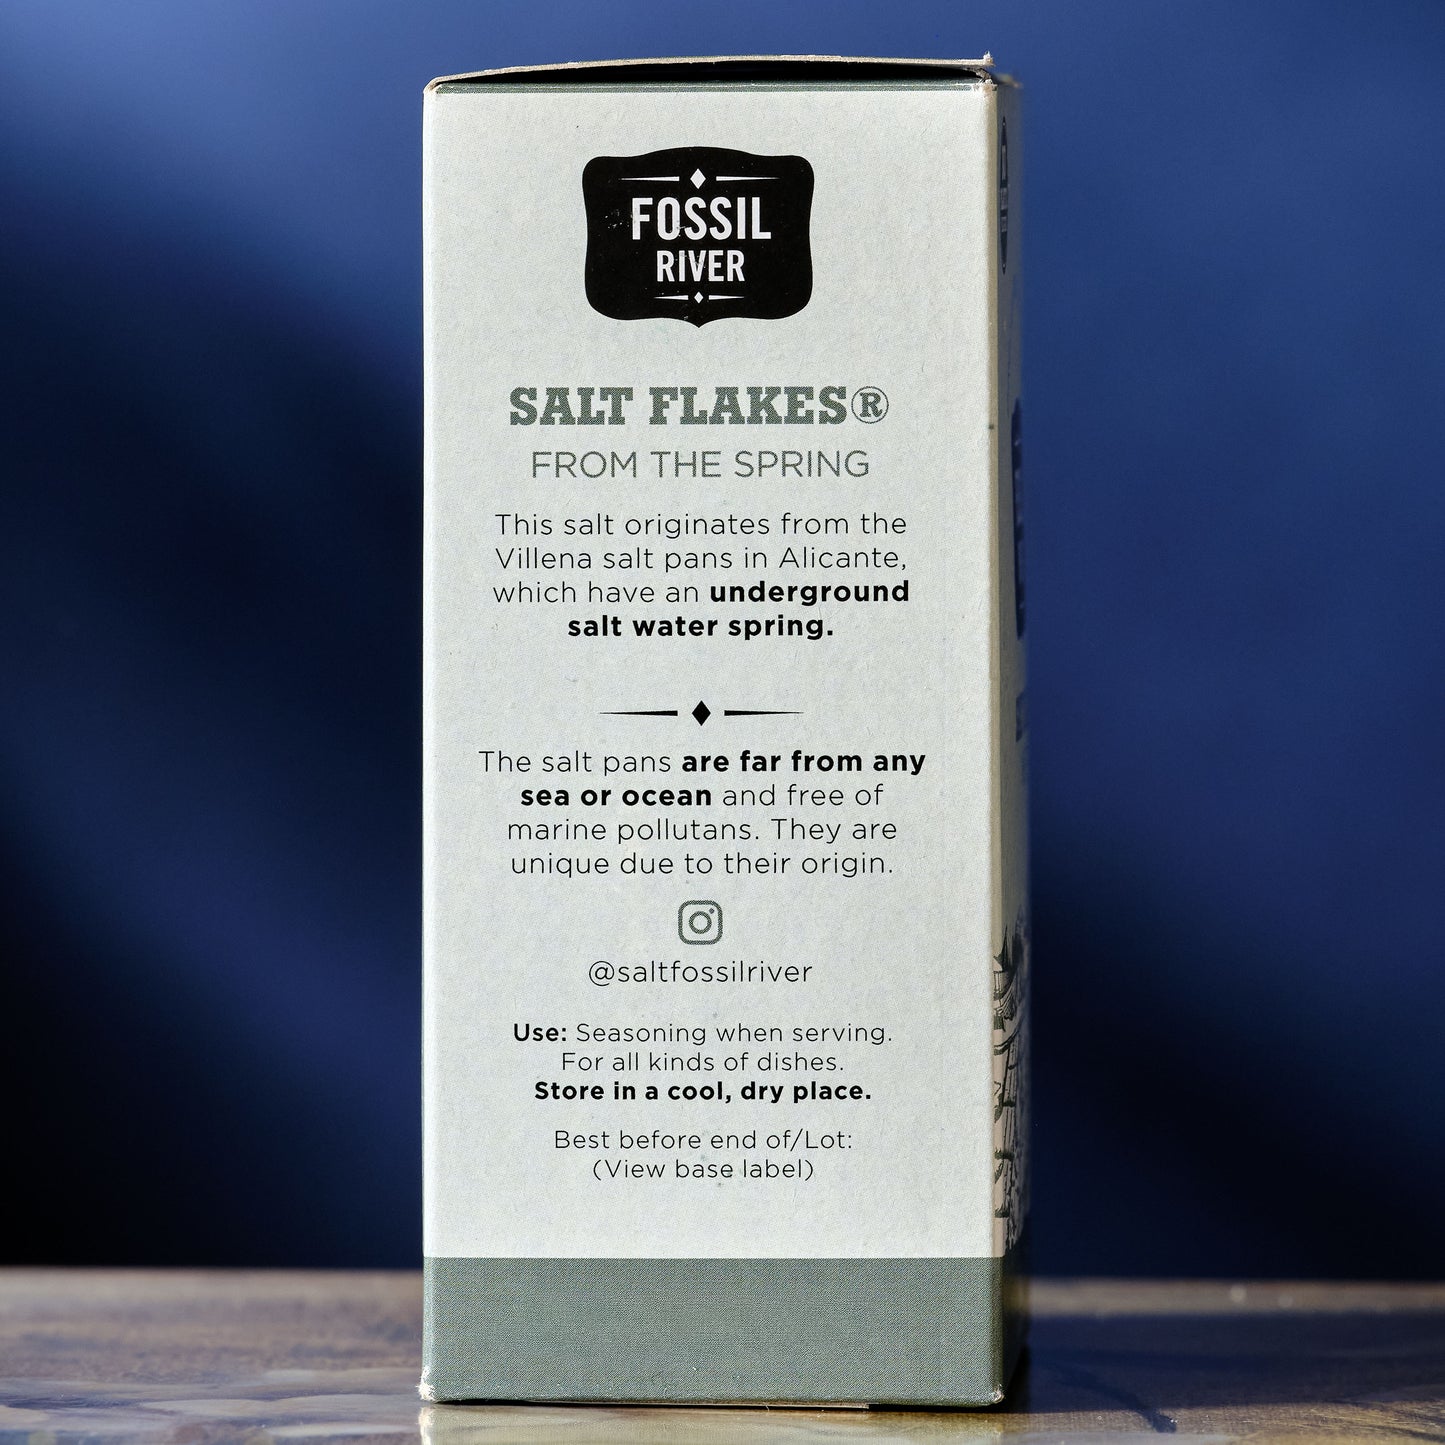 FOSSIL
RIVER
SALT FLAKES®
FROM THE SPRING
This salt originates from the
Villena salt pans in Alicante,
which have an underground
salt water spring.
The salt pans are far from any
sea or ocean and free of
marine pollutans. They are
unique due to their origin.
@saltfossilriver
Use: Seasoning when serving.
For all kinds of dishes.
Store in a cool, dry place.
Best before end of/Lot:
(View base label)